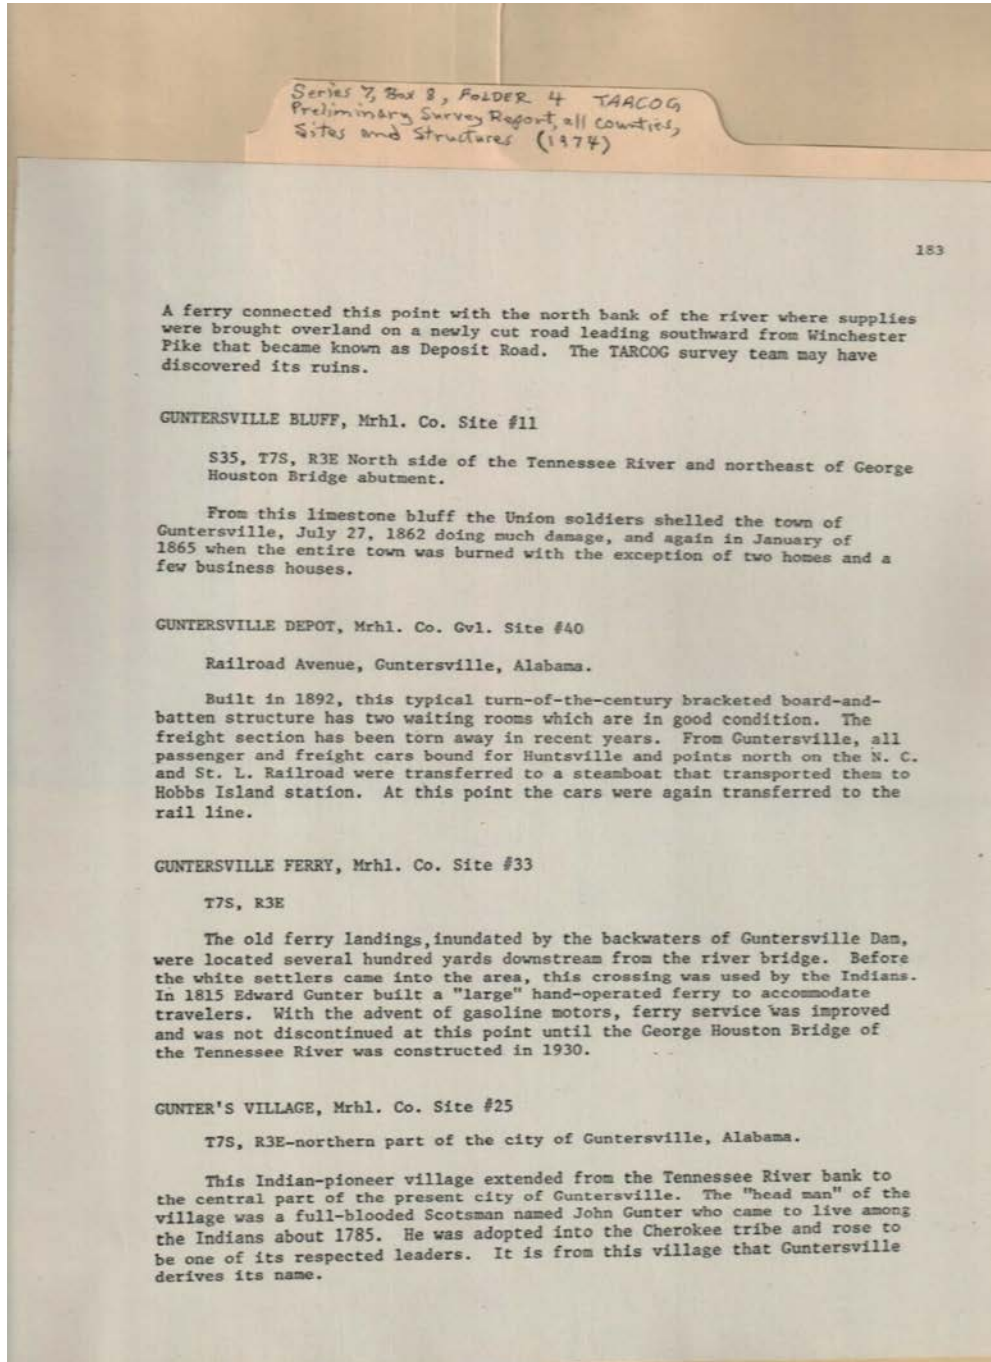 Series 7, Box 8, FOLDER 4 TARCOG
Preliminary Survey Report, all counties,
Sites and Structures (1974)
183
A ferry connected this point with the north bank of the river where supplies
were brought overland on a newly cut road leading southward from Winchester
Pike that became known as Deposit Road. The TARCOG survey team may have
discovered its ruins.
GUNTERSVILLE BLUFF, Mrhl. Co. Site #11
S35, T7S, R3E North side of the Tennessee River and northeast of George
Houston Bridge abutment.
From this limestone bluff the Union soldiers shelled the town of
Guntersville, July 27, 1862 doing much damage, and again in January of
1865 when the entire town was burned with the exception of two homes and a
few business houses.
GUNTERSVILLE DEPOT, Mrhl. Co. Gvl. Site #40
Railroad Avenue, Guntersville, Alabama.
Built in 1892, this typical turn-of-the-century bracketed board-and-
batten structure has two waiting rooms which are in good condition. The
freight section has been torn away in recent years. From Guntersville, all
passenger and freight cars bound for Huntsville and points north on the N. C.
and St. L. Railroad were transferred to a steamboat that transported them to
Hobbs Island station. At this point the cars were again transferred to the
rail line.
GUNTERSVILLE FERRY, Mrhl. Co. Site #33
T7S, R3E
The old ferry landings,inundated by the backwaters of Guntersville Dam,
were located several hundred yards downstream from the river bridge. Before
the white settlers came into the area, this crossing was used by the Indians.
In 1815 Edward Gunter built a "large" hand-operated ferry to accommodate
travelers. With the advent of gasoline motors, ferry service was improved
and was not discontinued at this point until the George Houston Bridge of
the Tennessee River was constructed in 1930.
GUNTER'S VILLAGE, Mrhl. Co. Site #25
T7S, R3E-northern part of the city of Guntersville, Alabama.
This Indian-pioneer village extended from the Tennessee River bank to
the central part of the present city of Guntersville. The "head man" of the
village was a full-blooded Scotsman named John Gunter who came to live among
the Indians about 1785. He was adopted into the Cherokee tribe and rose to
be one of its respected leaders. It is from this village that Guntersville
derives its name.